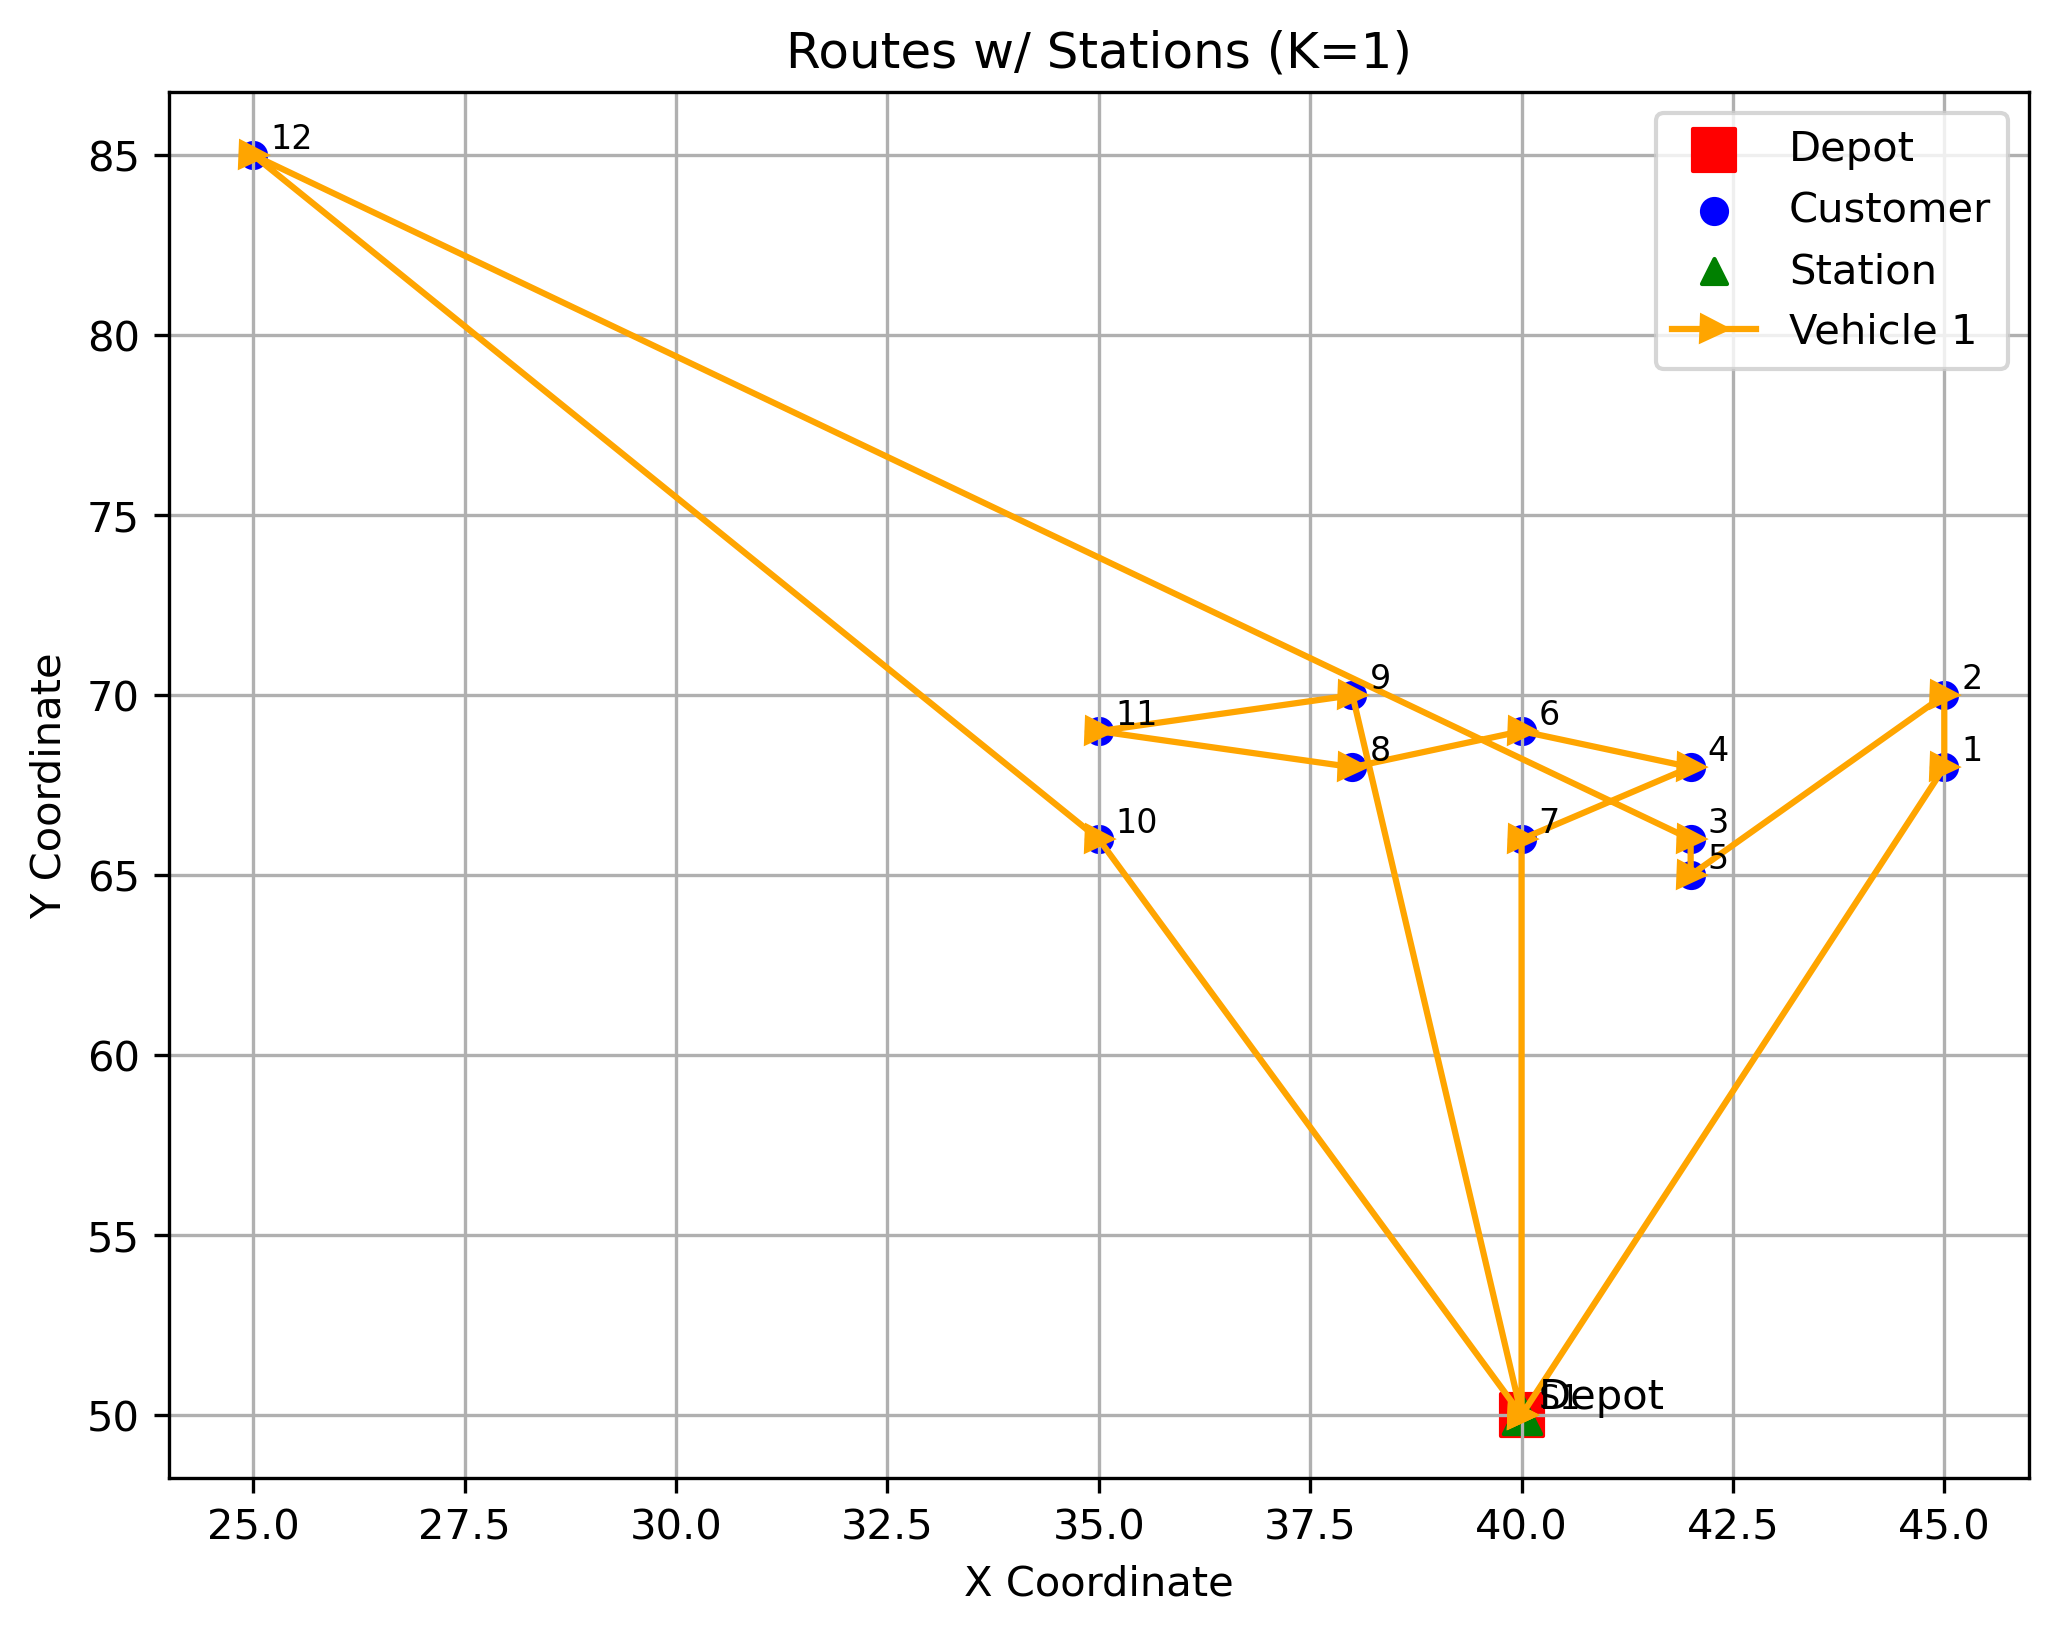 Routes w/ Stations (K=1)
Depot
Customer
Station
Vehicle 1
12
9
2
11
6
8
4
1
10
7
3
5
S1
Depot
85
80
75
70
65
60
55
50
Y Coordinate
25.0 27.5 30.0 32.5 35.0 37.5 40.0 42.5 45.0
X Coordinate